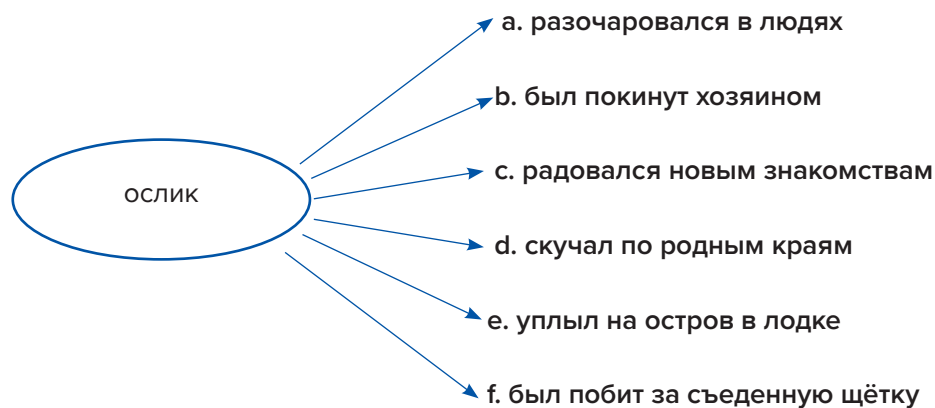 a. разочаровался в людях
b. был покинут хозяином
c. радовался новым знакомствам
ослик
d. скучал по родным краям
e. уплыл на остров в лодке
f. был побит за съеденную щётку